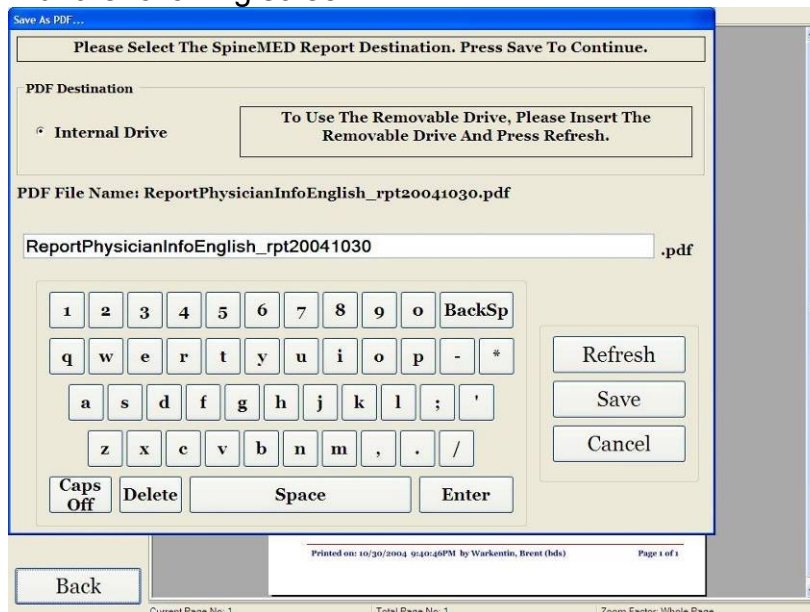 Save As PDF...
Please Select The SpineMED Report Destination. Press Save To Continue.
PDF Destination
Internal Drive
To Use The Removable Drive, Please Insert The
Removable Drive And Press Refresh.
PDF File Name: ReportPhysicianInfoEnglish_rpt20041030.pdf
ReportPhysicianInfoEnglish_rpt20041030 .pdf
1 2 3 4 5 6 7 8 9 0 BackSp
q w e r t y u i o p - *
a s d f g h j k l ; '
z x c v b n m , . /
Caps Off Delete Space Enter
Refresh
Save
Cancel
Printed on: 10/30/2004 9:40:46PM by Warkentin, Brent (hds) Page 1 of 1
Back
Current Page No: 1 Total Page No: 1 Zoom Factor: Whole Page